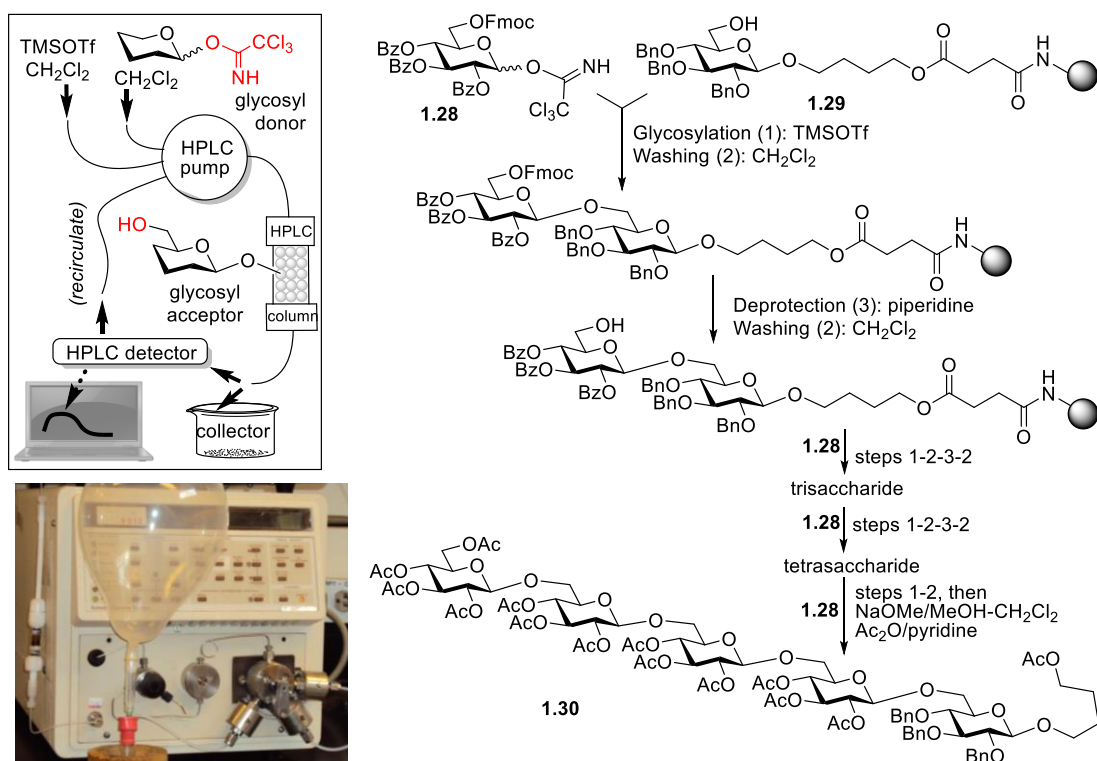 TMSOTf
CH2Cl2
O
O
CCl3
NH
CH2Cl2
glycosyl
donor
HPLC
pump
(recirculate)
HO
O
O
glycosyl
acceptor
HPLC
column
HPLC detector
collector
OFmoc
BzO
BzO
BzO
O
O
NH
Cl3C
1.28
OH
BnO
BnO
BnO
O
O
O
O
O
H
N
1.29
Glycosylation (1): TMSOTf
Washing (2): CH2Cl2
OFmoc
BzO
BzO
BzO
O
O
BnO
BnO
BnO
O
O
O
O
O
H
N
Deprotection (3): piperidine
Washing (2): CH2Cl2
OH
BzO
BzO
BzO
O
O
BnO
BnO
BnO
O
O
O
O
O
H
N
1.28
steps 1-2-3-2
trisaccharide
1.28
steps 1-2-3-2
tetrasaccharide
1.28
steps 1-2, then
NaOMe/MeOH-CH2Cl2
Ac2O/pyridine
OAc
AcO
AcO
AcO
O
O
AcO
AcO
AcO
O
O
AcO
AcO
AcO
O
O
AcO
AcO
AcO
O
O
BnO
BnO
BnO
O
O
AcO
1.30